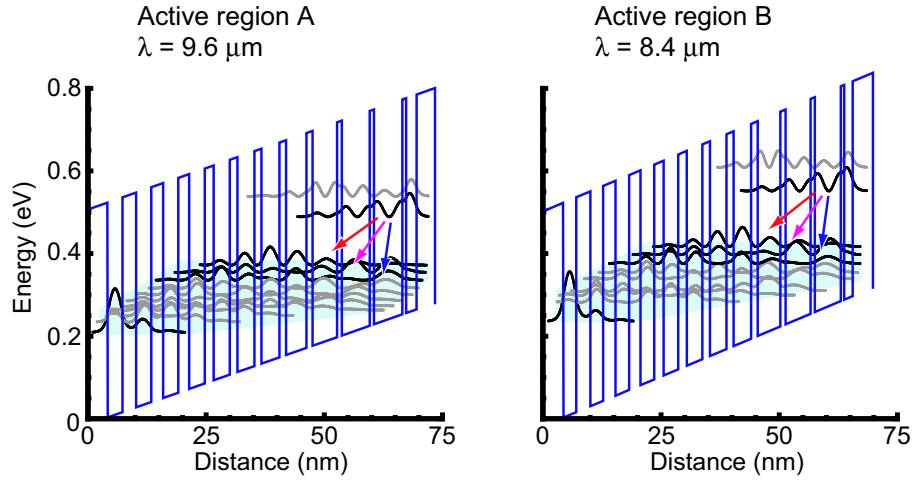 Active region A
λ = 9.6 μm
Active region B
λ = 8.4 μm
Energy (eV)
0.8
0.6
0.4
0.2
0
0 25 50 75
Distance (nm)
0 25 50 75
Distance (nm)